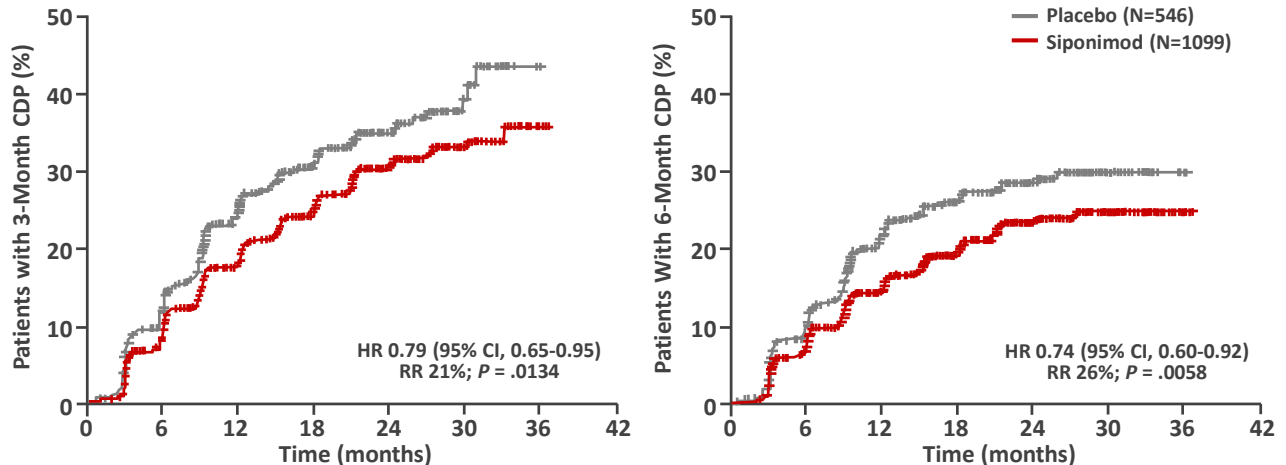 Patients with 3-Month CDP (%)
50
40
30
20
10
0
HR 0.79 (95% CI, 0.65-0.95)
RR 21%; P = .0134
0 6 12 18 24 30 36 42
Time (months)
Patients With 6-Month CDP (%)
50
40
30
20
10
0
Placebo (N=546)
Siponimod (N=1099)
HR 0.74 (95% CI, 0.60-0.92)
RR 26%; P = .0058
0 6 12 18 24 30 36 42
Time (months)